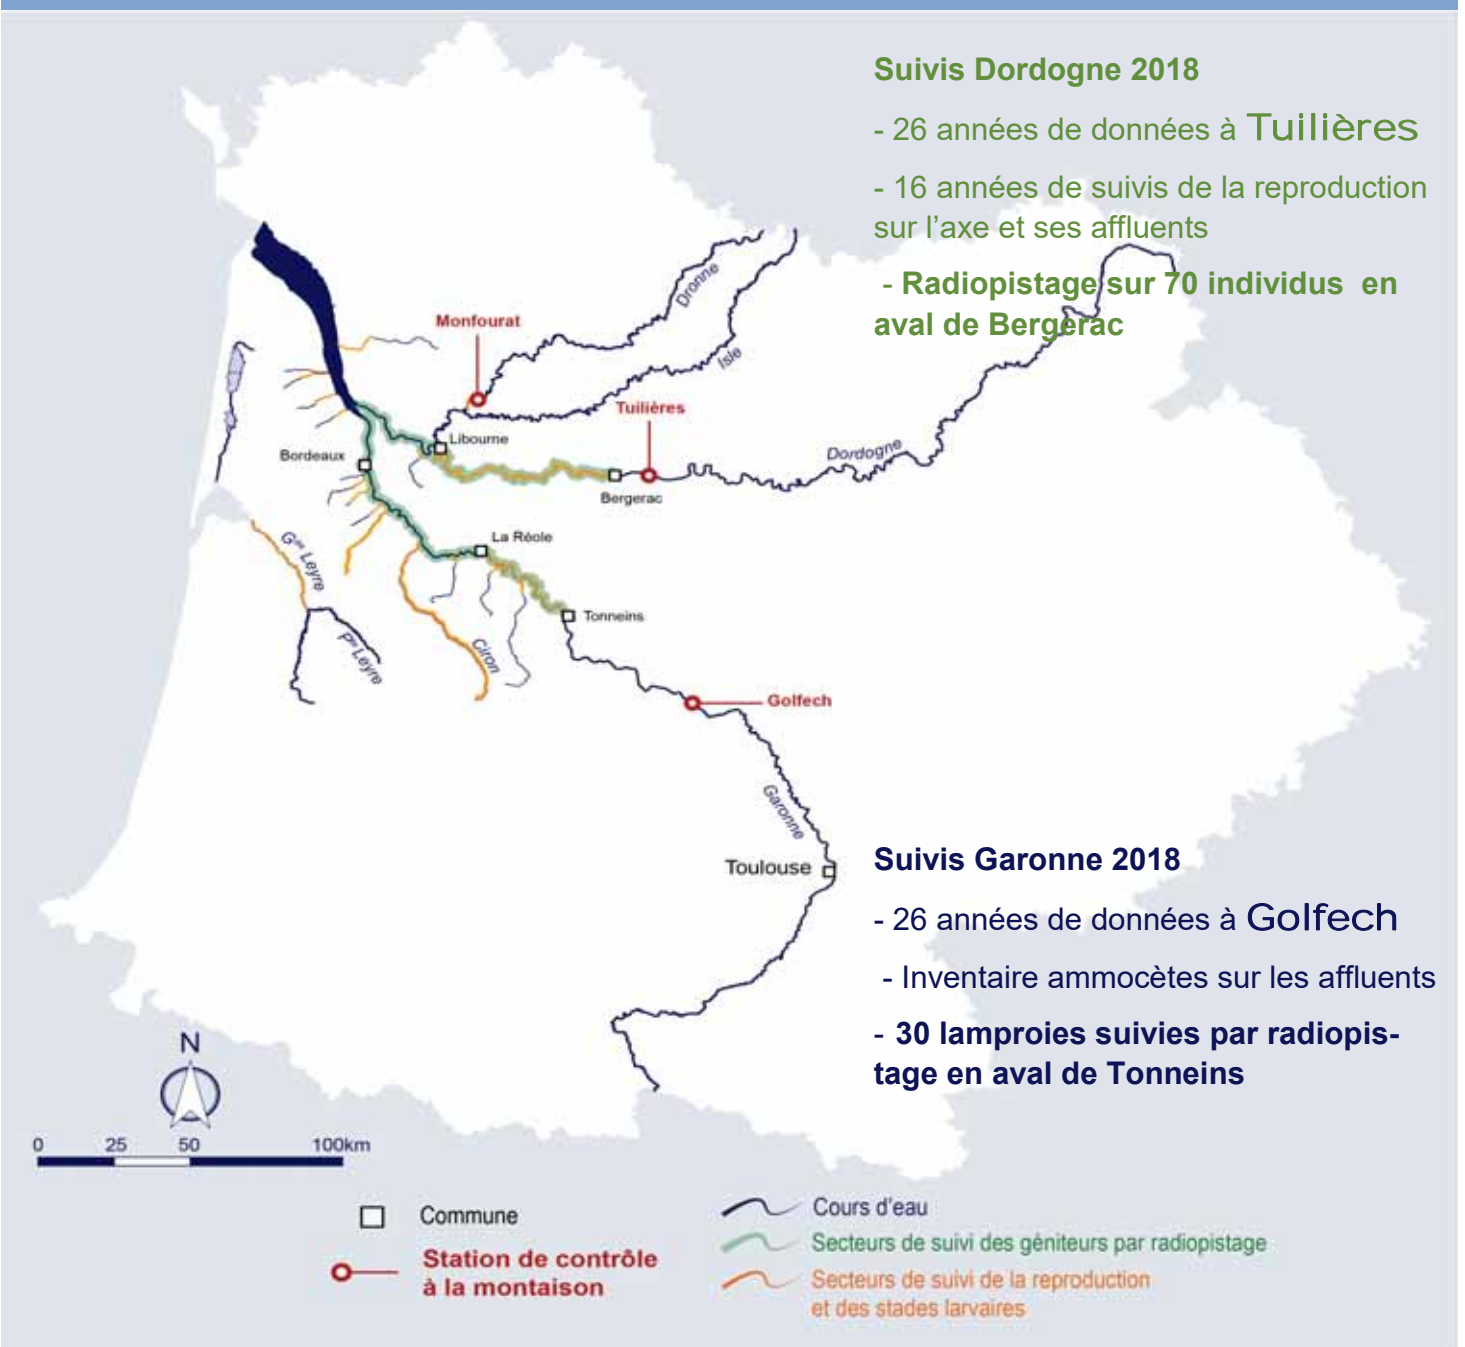 Suivis Dordogne 2018
- 26 années de données à Tuilières
- 16 années de suivis de la reproduction
sur l'axe et ses affluents
- Radiopistage sur 70 individus en
aval de Bergerac
Dronne
Monfourat
Isle
Tuilières
Libourne
Bordeaux
Dordogne
Bergerac
La Réole
Gde Leyre
Tonneins
Pte Leyre
Ciron
Golfech
Garonne
Toulouse
Suivis Garonne 2018
- 26 années de données à Golfech
- Inventaire ammocètes sur les affluents
- 30 lamproies suivies par radiopis-
tage en aval de Tonneins
N
0 25 50 100km
Commune
Station de contrôle
à la montaison
Cours d'eau
Secteurs de suivi des géniteurs par radiopistage
Secteurs de suivi de la reproduction
et des stades larvaires